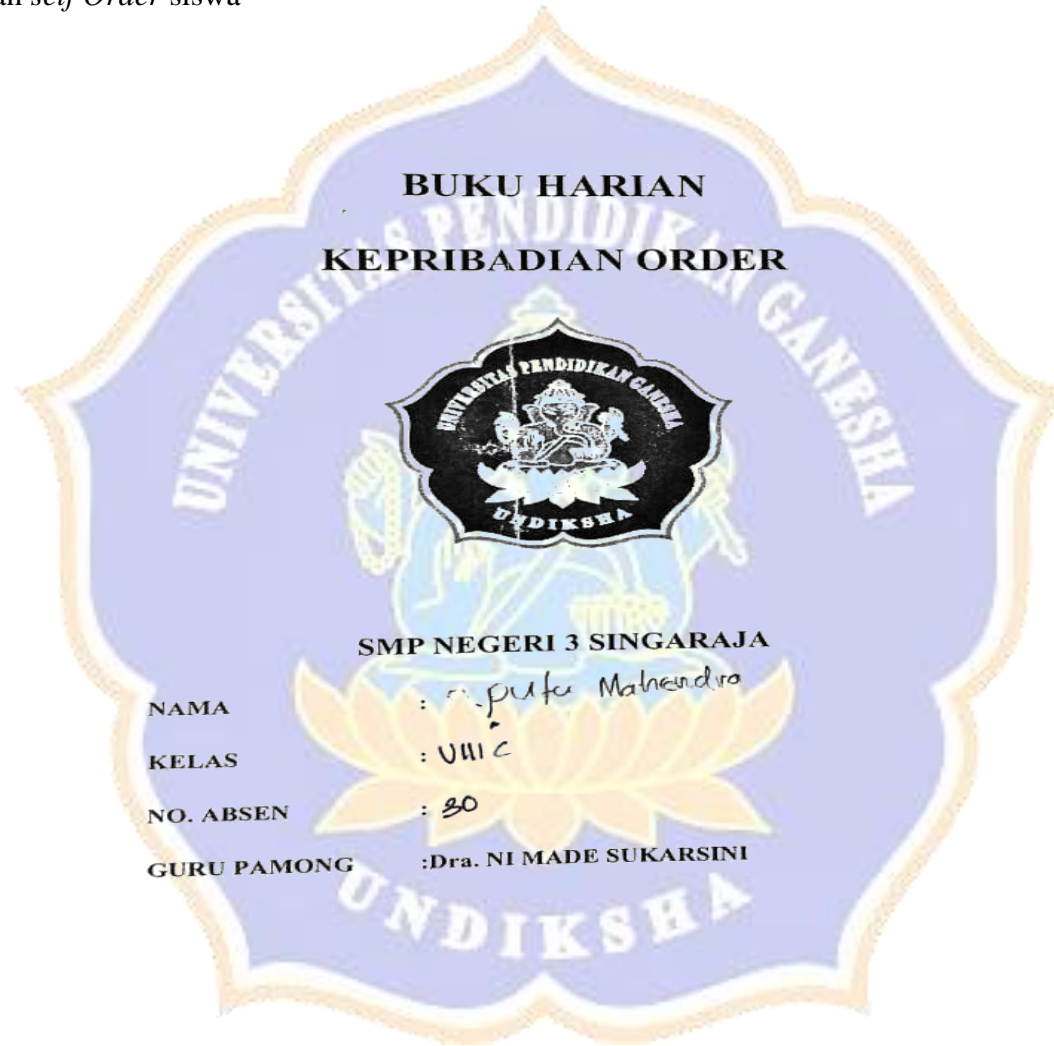 self Order siswa
BUKU HARIAN
KEPRIBADIAN ORDER
UNIVERSITAS PENDIDIKAN GANESHA
UNIVERSITAS PENDIDIKAN GANESHA
UNDIKSHA
SMP NEGERI 3 SINGARAJA
NAMA : putu Mahendra
KELAS : VIII C
NO. ABSEN : 30
GURU PAMONG :Dra. NI MADE SUKARSINI
UNDIKSHA